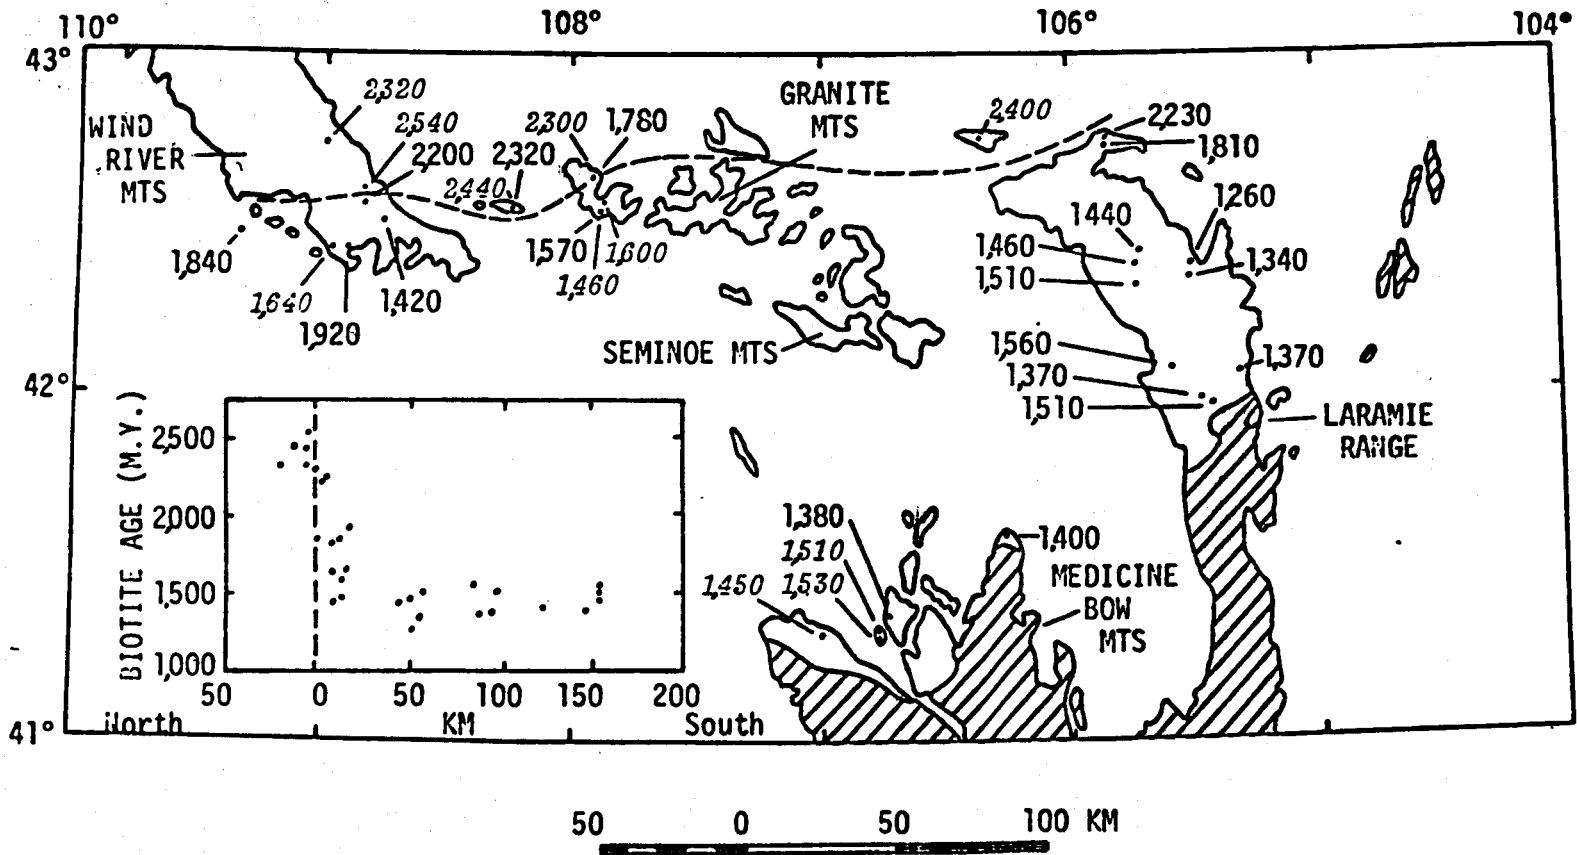 110° 108° 106° 104°
43°
2,320
2,540
2,200
2,320
2,440
2,300
1,780
GRANITE
MTS
2,400
2,230
1,810
WIND
RIVER
MTS
1,260
1,440
1,460
1,510
1,340
1,840
1,640
1,920
1,420
1,570
1,600
1,460
SEMINOE MTS
1,560
1,370
1,370
1,510
42°
LARAMIE
RANGE
BIOTITE AGE (M.Y.)
2,500
2,000
1,500
1,000
50 0 50 100 150 200
North KM South
1,380
1,510
1,450 1,530
1,400
MEDICINE
BOW
MTS
41°
50 0 50 100 KM